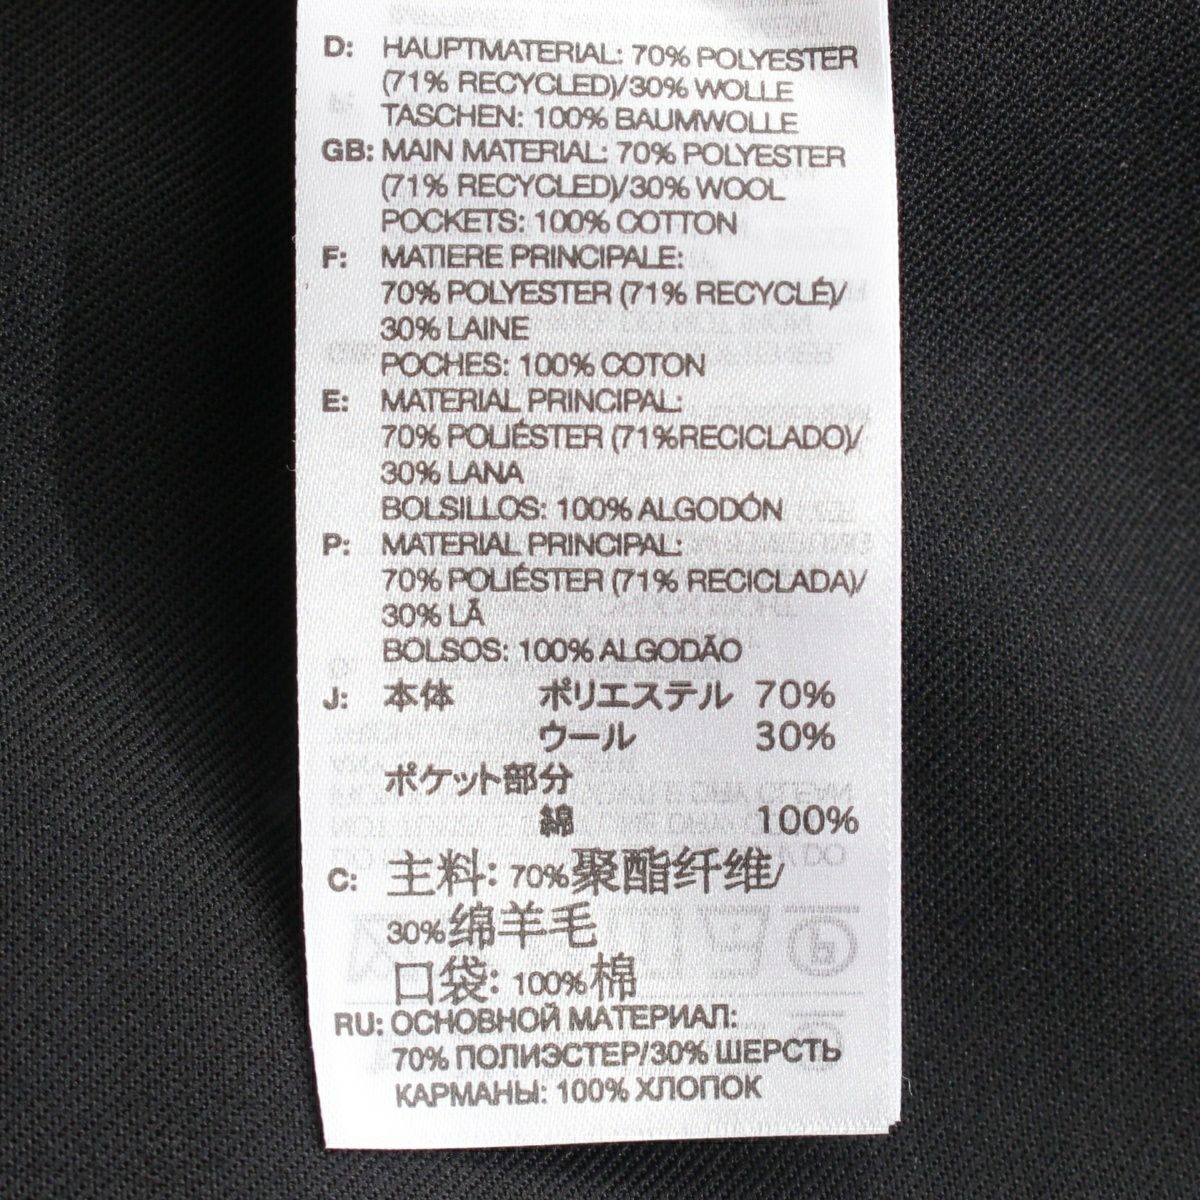 D: HAUPTMATERIAL: 70% POLYESTER
(71% RECYCLED)/30% WOLLE
TASCHEN: 100% BAUMWOLLE
GB: MAIN MATERIAL: 70% POLYESTER
(71% RECYCLED)/30% WOOL
POCKETS: 100% COTTON
F: MATIERE PRINCIPALE:
70% POLYESTER (71% RECYCLÉ)/
30% LAINE
POCHES: 100% COTON
E: MATERIAL PRINCIPAL:
70% POLIÉSTER (71%RECICLADO)/
30% LANA
BOLSILLOS: 100% ALGODÓN
P: MATERIAL PRINCIPAL:
70% POLIÉSTER (71% RECICLADA)/
30% LÃ
BOLSOS: 100% ALGODÃO
J: 本体 ポリエステル 70%
ウール 30%
ポケット部分
綿 100%
C: 主料: 70%聚酯纤维/
30%绵羊毛
口袋: 100%棉
RU: ОСНОВНОЙ МАТЕРИАЛ:
70% ПОЛИЭСТЕР/30% ШЕРСТЬ
КАРМАНЫ: 100% ХЛОПОК